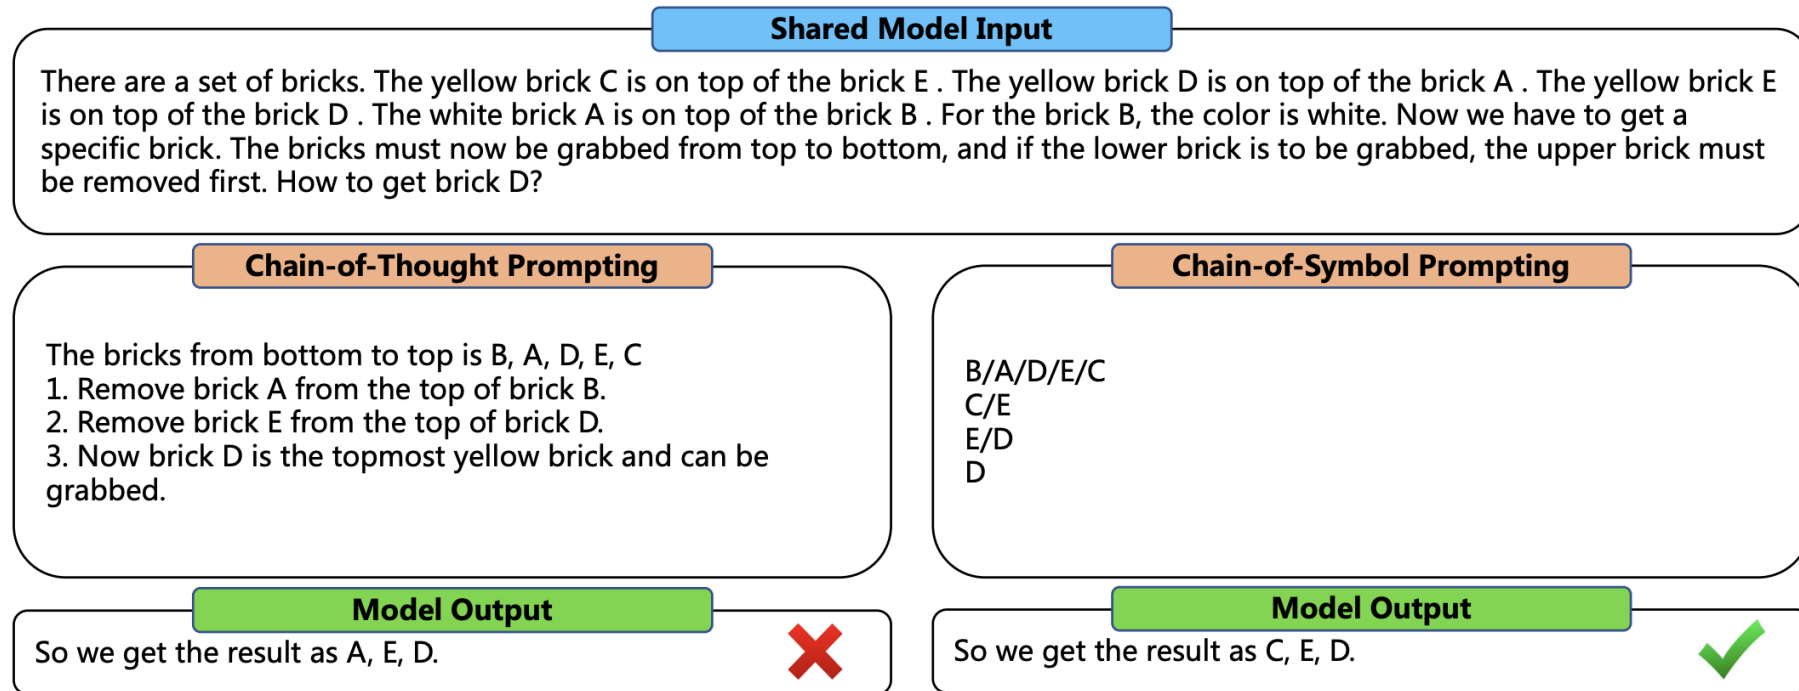 Shared Model Input
There are a set of bricks. The yellow brick C is on top of the brick E . The yellow brick D is on top of the brick A . The yellow brick E
is on top of the brick D . The white brick A is on top of the brick B . For the brick B, the color is white. Now we have to get a
specific brick. The bricks must now be grabbed from top to bottom, and if the lower brick is to be grabbed, the upper brick must
be removed first. How to get brick D?
Chain-of-Thought Prompting
The bricks from bottom to top is B, A, D, E, C
1. Remove brick A from the top of brick B.
2. Remove brick E from the top of brick D.
3. Now brick D is the topmost yellow brick and can be
grabbed.
Model Output
So we get the result as A, E, D.
Chain-of-Symbol Prompting
B/A/D/E/C
C/E
E/D
D
Model Output
So we get the result as C, E, D.